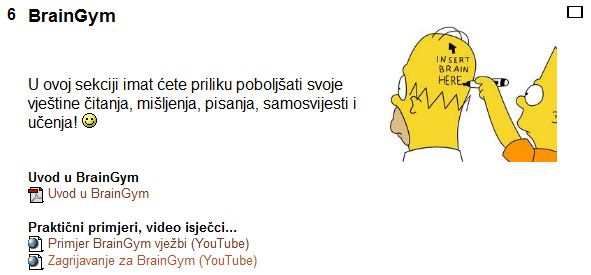 6 BrainGym
INSERT
BRAIN
HERE
U ovoj sekciji imat ćete priliku poboljšati svoje
vještine čitanja, mišljenja, pisanja, samosvijesti i
učenja!
Uvod u BrainGym
Uvod u BrainGym
Praktični primjeri, video isječci...
Primjer BrainGym vježbi (YouTube)
Zagrijavanje za BrainGym (YouTube)